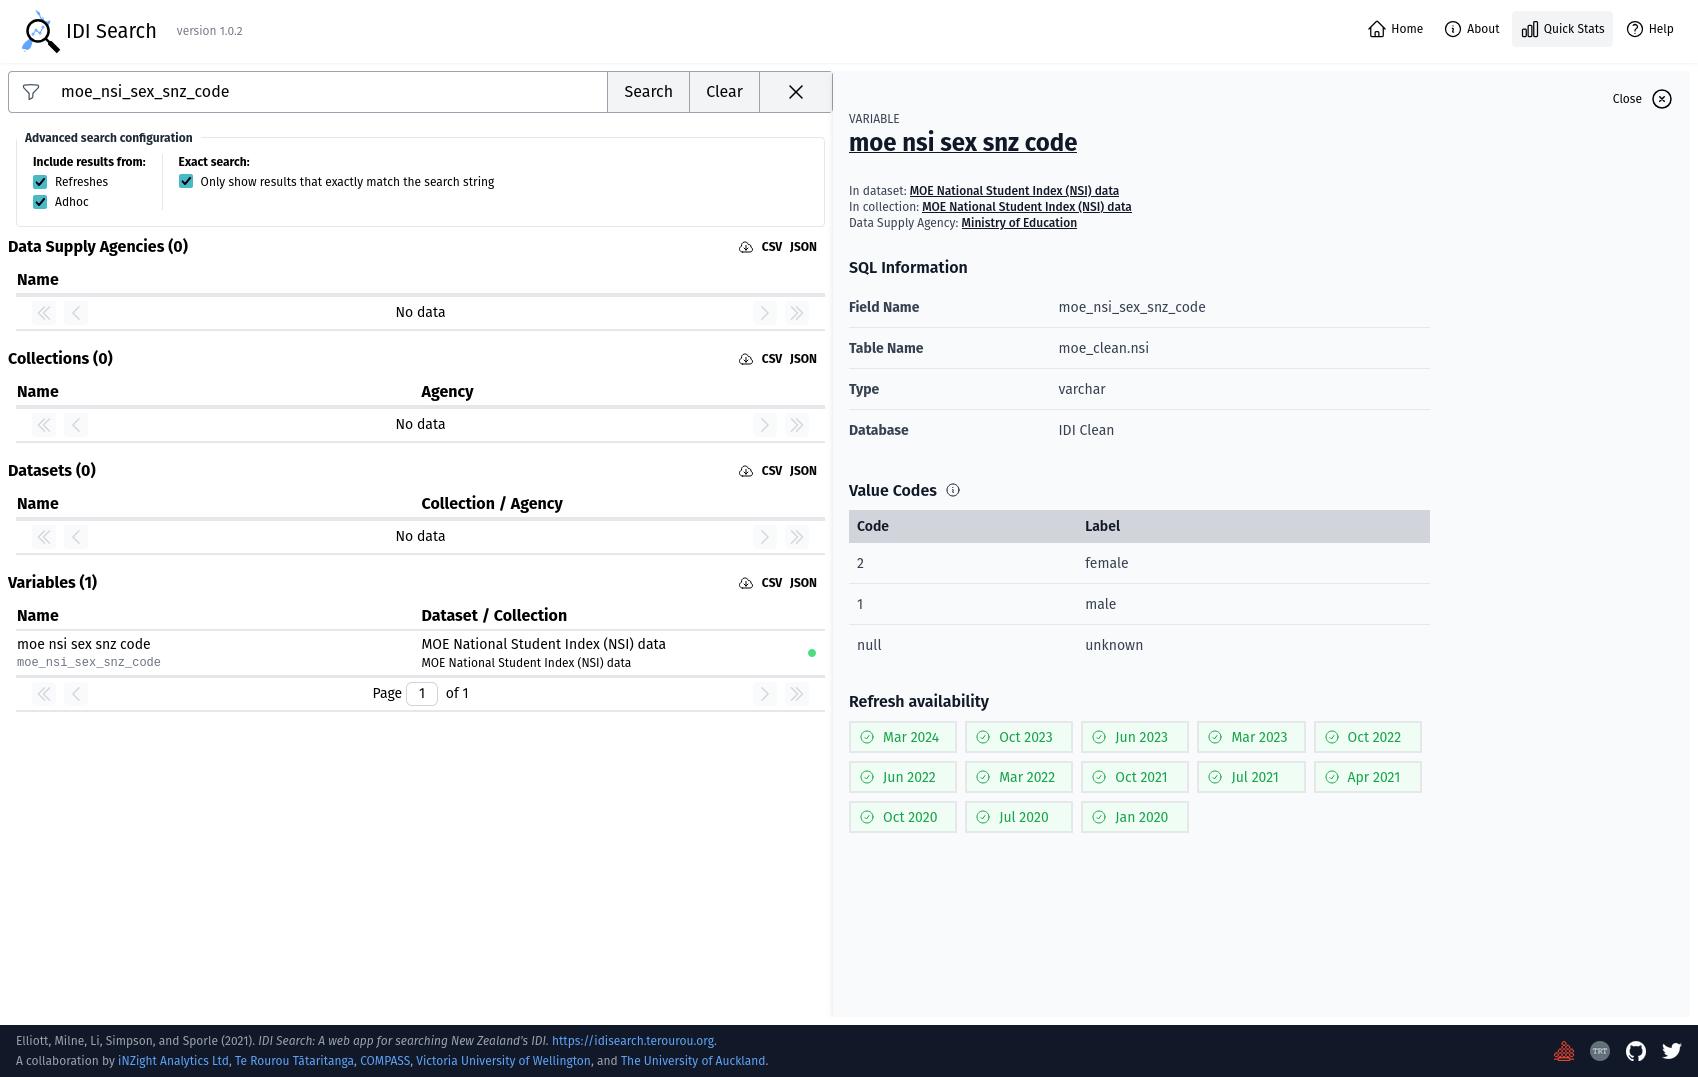 IDI Search
version 1.0.2
Home
About
Quick Stats
Help
moe_nsi_sex_snz_code
Search
Clear
Advanced search configuration
Include results from:
Refreshes
Adhoc
Exact search:
Only show results that exactly match the search string
Data Supply Agencies (0)
CSV
JSON
Name
No data
Collections (0)
CSV
JSON
Name
Agency
No data
Datasets (0)
CSV
JSON
Name
Collection / Agency
No data
Variables (1)
CSV
JSON
Name
Dataset / Collection
moe nsi sex snz code
moe_nsi_sex_snz_code
MOE National Student Index (NSI) data
MOE National Student Index (NSI) data
Page 1 of 1
Close
VARIABLE
moe nsi sex snz code
In dataset: MOE National Student Index (NSI) data
In collection: MOE National Student Index (NSI) data
Data Supply Agency: Ministry of Education
SQL Information
Field Name
moe_nsi_sex_snz_code
Table Name
moe_clean.nsi
Type
varchar
Database
IDI Clean
Value Codes
Code
Label
2
female
1
male
null
unknown
Refresh availability
Mar 2024
Oct 2023
Jun 2023
Mar 2023
Oct 2022
Jun 2022
Mar 2022
Oct 2021
Jul 2021
Apr 2021
Oct 2020
Jul 2020
Jan 2020
Elliott, Milne, Li, Simpson, and Sporle (2021). IDI Search: A web app for searching New Zealand's IDI. https://idisearch.terourou.org.
A collaboration by iNZight Analytics Ltd, Te Rourou Tātaritanga, COMPASS, Victoria University of Wellington, and The University of Auckland.
TRT